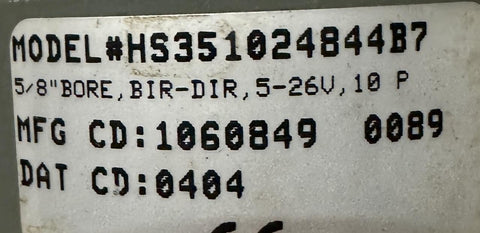 MODEL#HS351024844B7
5/8"BORE,BIR-DIR,5-26V,10 P
MFG CD:1060849 0089
DAT CD:0404